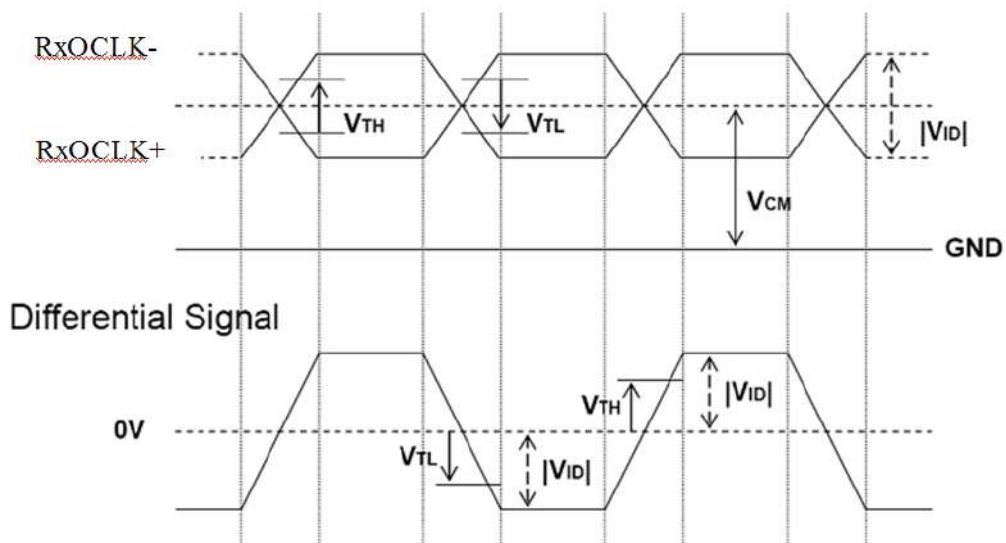 RxOCLK-
VTH
VTL
|VID|
RxOCLK+
VCM
GND
Differential Signal
VTH
|VID|
0V
VTL
|VID|